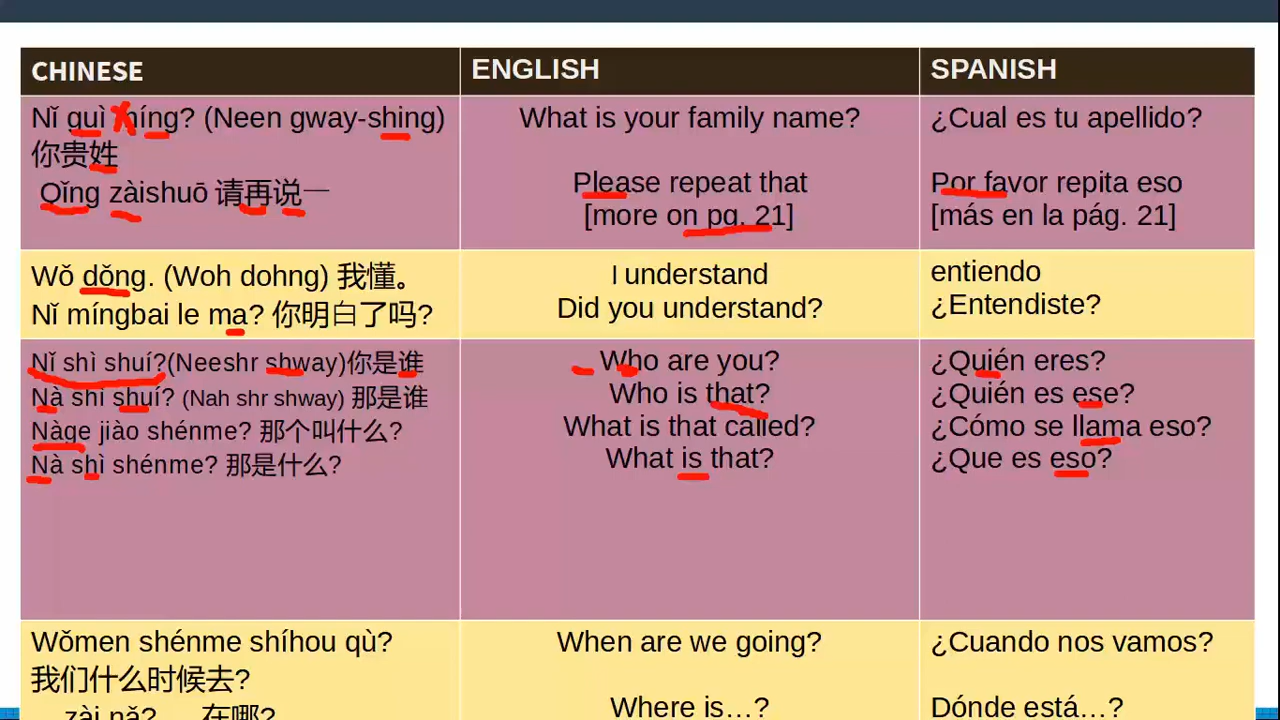 CHINESE
ENGLISH
SPANISH
Nǐ guì míng? (Neen gway-shing)
你贵姓
Qǐng zàishuō 请再说一
What is your family name?
Please repeat that
[more on pg. 21]
¿Cual es tu apellido?
Por favor repita eso
[más en la pág. 21]
Wǒ dǒng. (Woh dohng) 我懂。
Nǐ míngbai le ma? 你明白了吗?
I understand
Did you understand?
entiendo
¿Entendiste?
Nǐ shì shuí?(Neeshr shway)你是谁
Nà shì shuí? (Nah shr shway) 那是谁
Nàge jiào shénme? 那个叫什么?
Nà shì shénme? 那是什么?
Who are you?
Who is that?
What is that called?
What is that?
¿Quién eres?
¿Quién es ese?
¿Cómo se llama eso?
¿Que es eso?
Wǒmen shénme shíhou qù?
我们什么时候去?
zài nǎ? 在哪?
When are we going?
Where is…?
¿Cuando nos vamos?
Dónde está…?